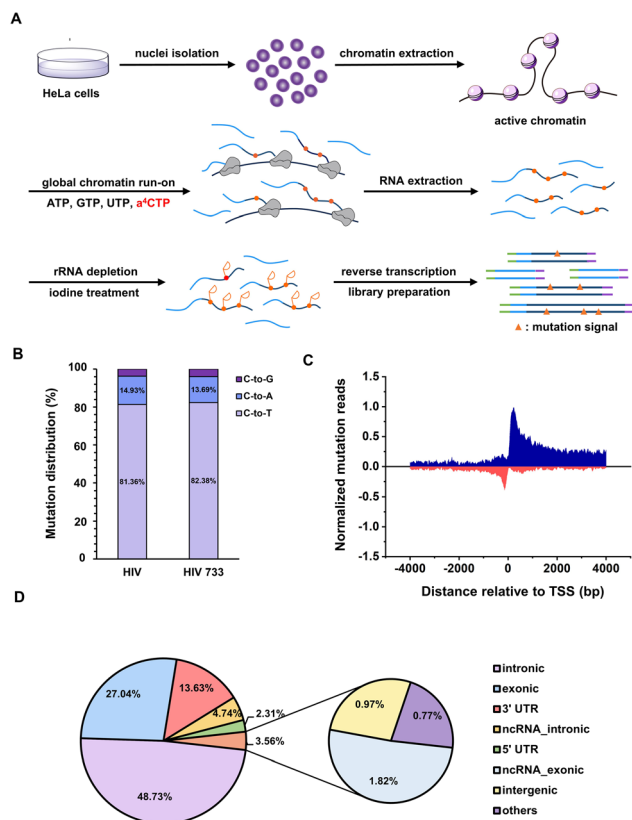 A
nuclei isolation
chromatin extraction
HeLa cells
active chromatin
global chromatin run-on
ATP, GTP, UTP, a⁴CTP
RNA extraction
rRNA depletion
iodine treatment
reverse transcription
library preparation
: mutation signal
B
Mutation distribution (%)
100
80
60
40
20
0
14.93%
81.36%
13.69%
82.38%
HIV
HIV 733
C-to-G
C-to-A
C-to-T
C
Normalized mutation reads
1.5
1.0
0.5
0.0
-0.5
-1.0
-1.5
-4000
-2000
0
2000
4000
Distance relative to TSS (bp)
D
27.04%
13.63%
4.74%
2.31%
3.56%
48.73%
0.97%
0.77%
1.82%
intronic
exonic
3' UTR
ncRNA_intronic
5' UTR
ncRNA_exonic
intergenic
others